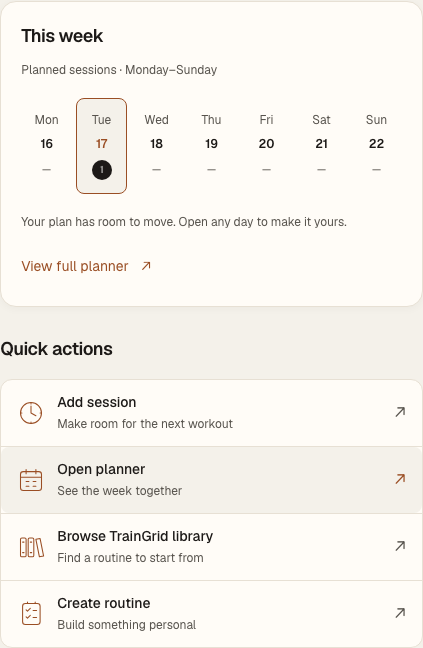 This week
Planned sessions · Monday–Sunday
Mon Tue Wed Thu Fri Sat Sun
16 17 18 19 20 21 22
– 1 – – – – –
Your plan has room to move. Open any day to make it yours.
View full planner
Quick actions
Add session
Make room for the next workout
Open planner
See the week together
Browse TrainGrid library
Find a routine to start from
Create routine
Build something personal